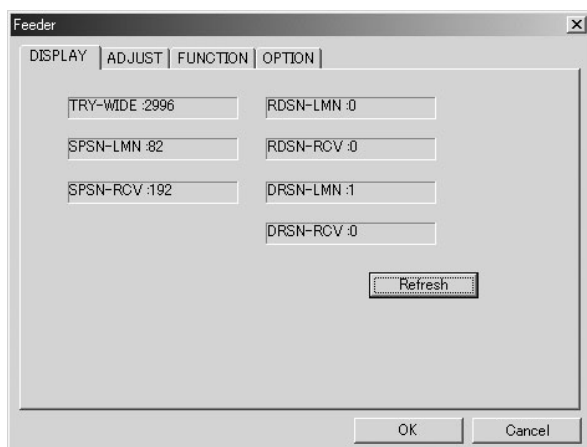 Feeder
DISPLAY ADJUST FUNCTION OPTION
TRY-WIDE :2996 RDSN-LMN :0
SPSN-LMN :82 RDSN-RCV :0
SPSN-RCV :192 DRSN-LMN :1
DRSN-RCV :0
Refresh
OK Cancel